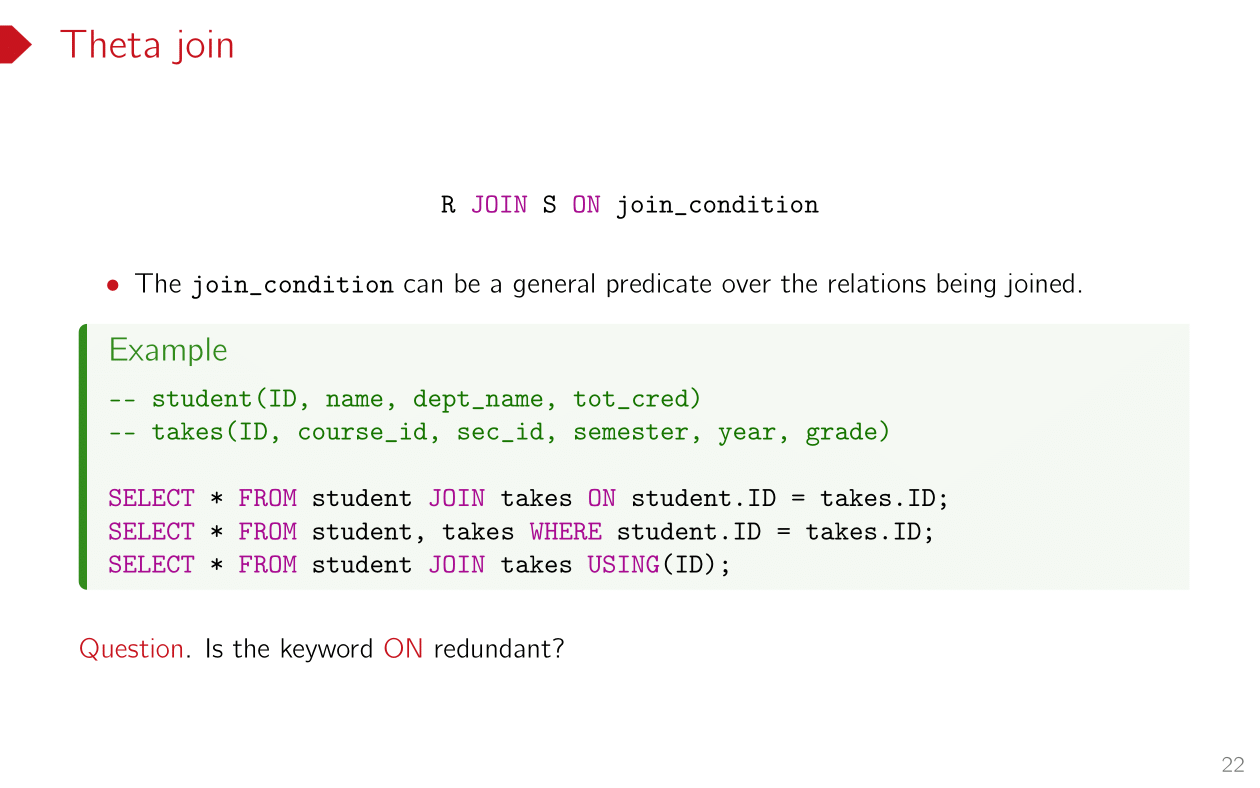 Theta join
R JOIN S ON join_condition
• The join_condition can be a general predicate over the relations being joined.
Example
-- student(ID, name, dept_name, tot_cred)
-- takes(ID, course_id, sec_id, semester, year, grade)
SELECT * FROM student JOIN takes ON student.ID = takes.ID;
SELECT * FROM student, takes WHERE student.ID = takes.ID;
SELECT * FROM student JOIN takes USING(ID);
Question. Is the keyword ON redundant?
22